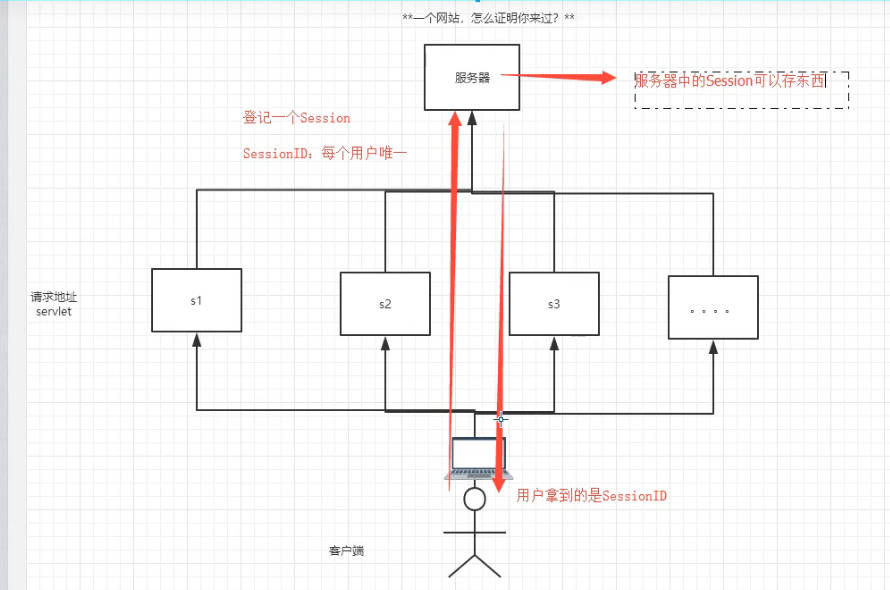 **一个网站，怎么证明你来过？**
服务器
服务器中的Session可以存东西
登记一个Session
SessionID：每个用户唯一
请求地址
servlet
s1
s2
s3
。。。。
用户拿到的是SessionID
客户端